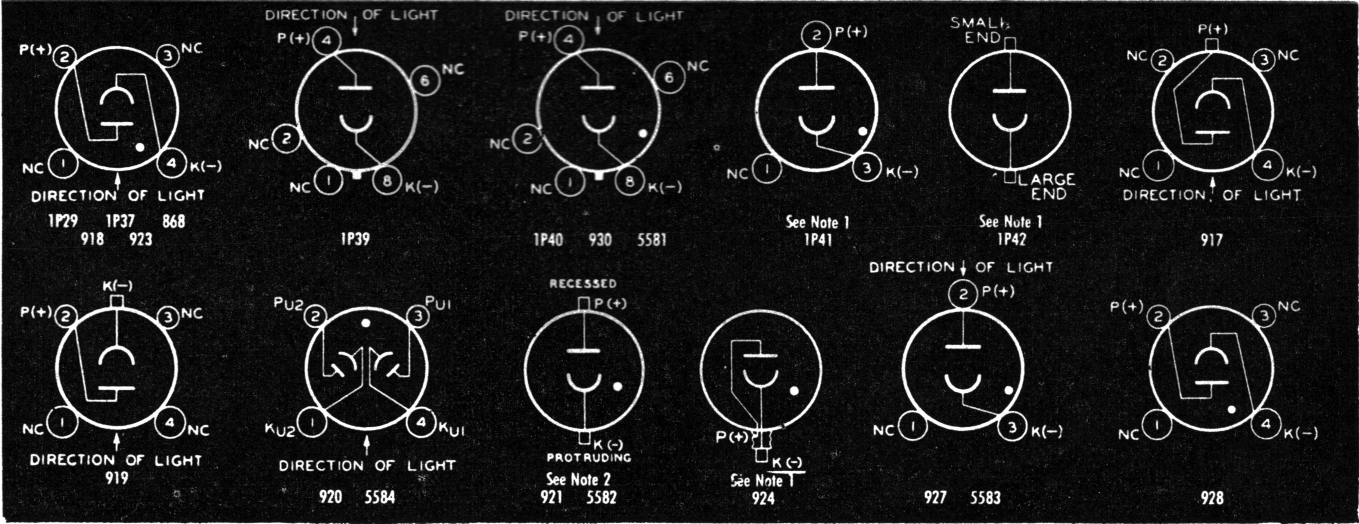 P(+) 2 3 NC
NC 1 4 K(-)
DIRECTION OF LIGHT
1P29 1P37 868
918 923
DIRECTION OF LIGHT
P(+) 4
6 NC
NC 2
NC 1 8 K(-)
1P39
DIRECTION OF LIGHT
P(+) 4
6 NC
NC 2
NC 1 8 K(-)
1P40 930 5581
2 P(+)
NC 1 3 K(-)
See Note 1
1P41
SMALL
END
LARGE
END
See Note 1
1P42
P(+)
NC 2 3 NC
NC 1 4 K(-)
DIRECTION OF LIGHT
917
K(-)
P(+) 2 3 NC
NC 1 4 NC
DIRECTION OF LIGHT
919
PU2 2 3 PU1
KU2 1 4 KU1
DIRECTION OF LIGHT
920 5584
RECESSED
P(+)
K(-)
PROTRUDING
See Note 2
921 5582
P(+)
K(-)
See Note 1
924
DIRECTION OF LIGHT
2 P(+)
NC 1 3 K(-)
927 5583
P(+) 2 3 NC
NC 1 4 K(-)
928